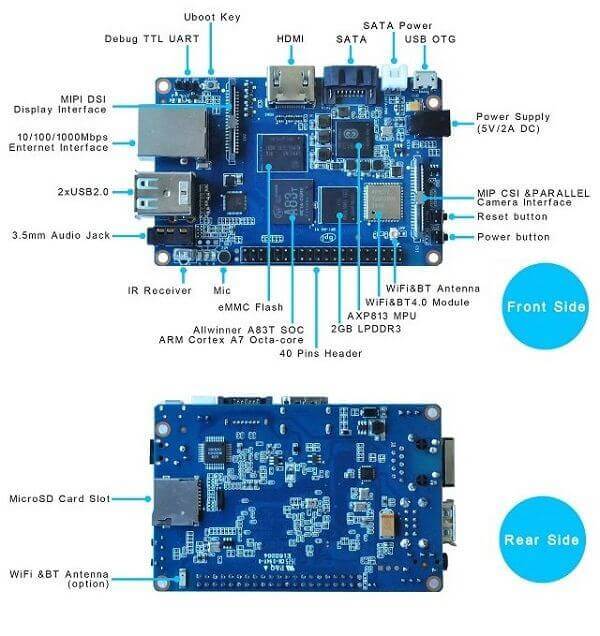 Uboot Key
Debug TTL UART
HDMI
SATA
SATA Power
USB OTG
MIPI DSI
Display Interface
Power Supply
(5V/2A DC)
10/100/1000Mbps
Enternet Interface
2xUSB2.0
MIP CSI &PARALLEL
Camera Interface
Reset button
3.5mm Audio Jack
Power button
A83T
IR Receiver
Mic
eMMC Flash
WiFi&BT Antenna
WiFi&BT4.0 Module
AXP813 MPU
2GB LPDDR3
Allwinner A83T SOC
ARM Cortex A7 Octa-core
40 Pins Header
Front Side
MicroSD Card Slot
Rear Side
WiFi &BT Antenna
(option)